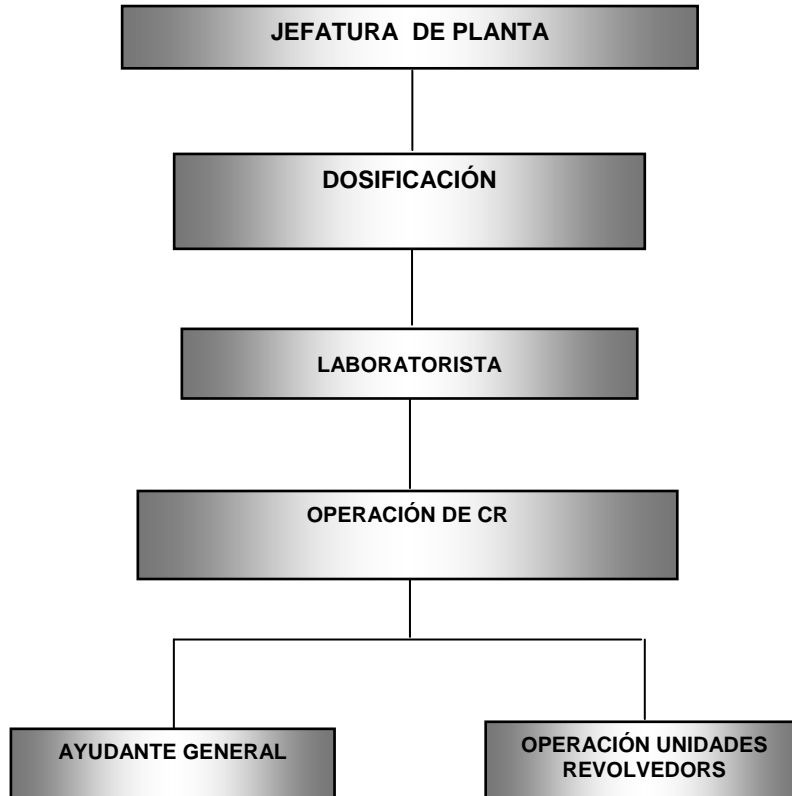 JEFATURA DE PLANTA
DOSIFICACIÓN
LABORATORISTA
OPERACIÓN DE CR
AYUDANTE GENERAL
OPERACIÓN UNIDADES
REVOLVEDORS